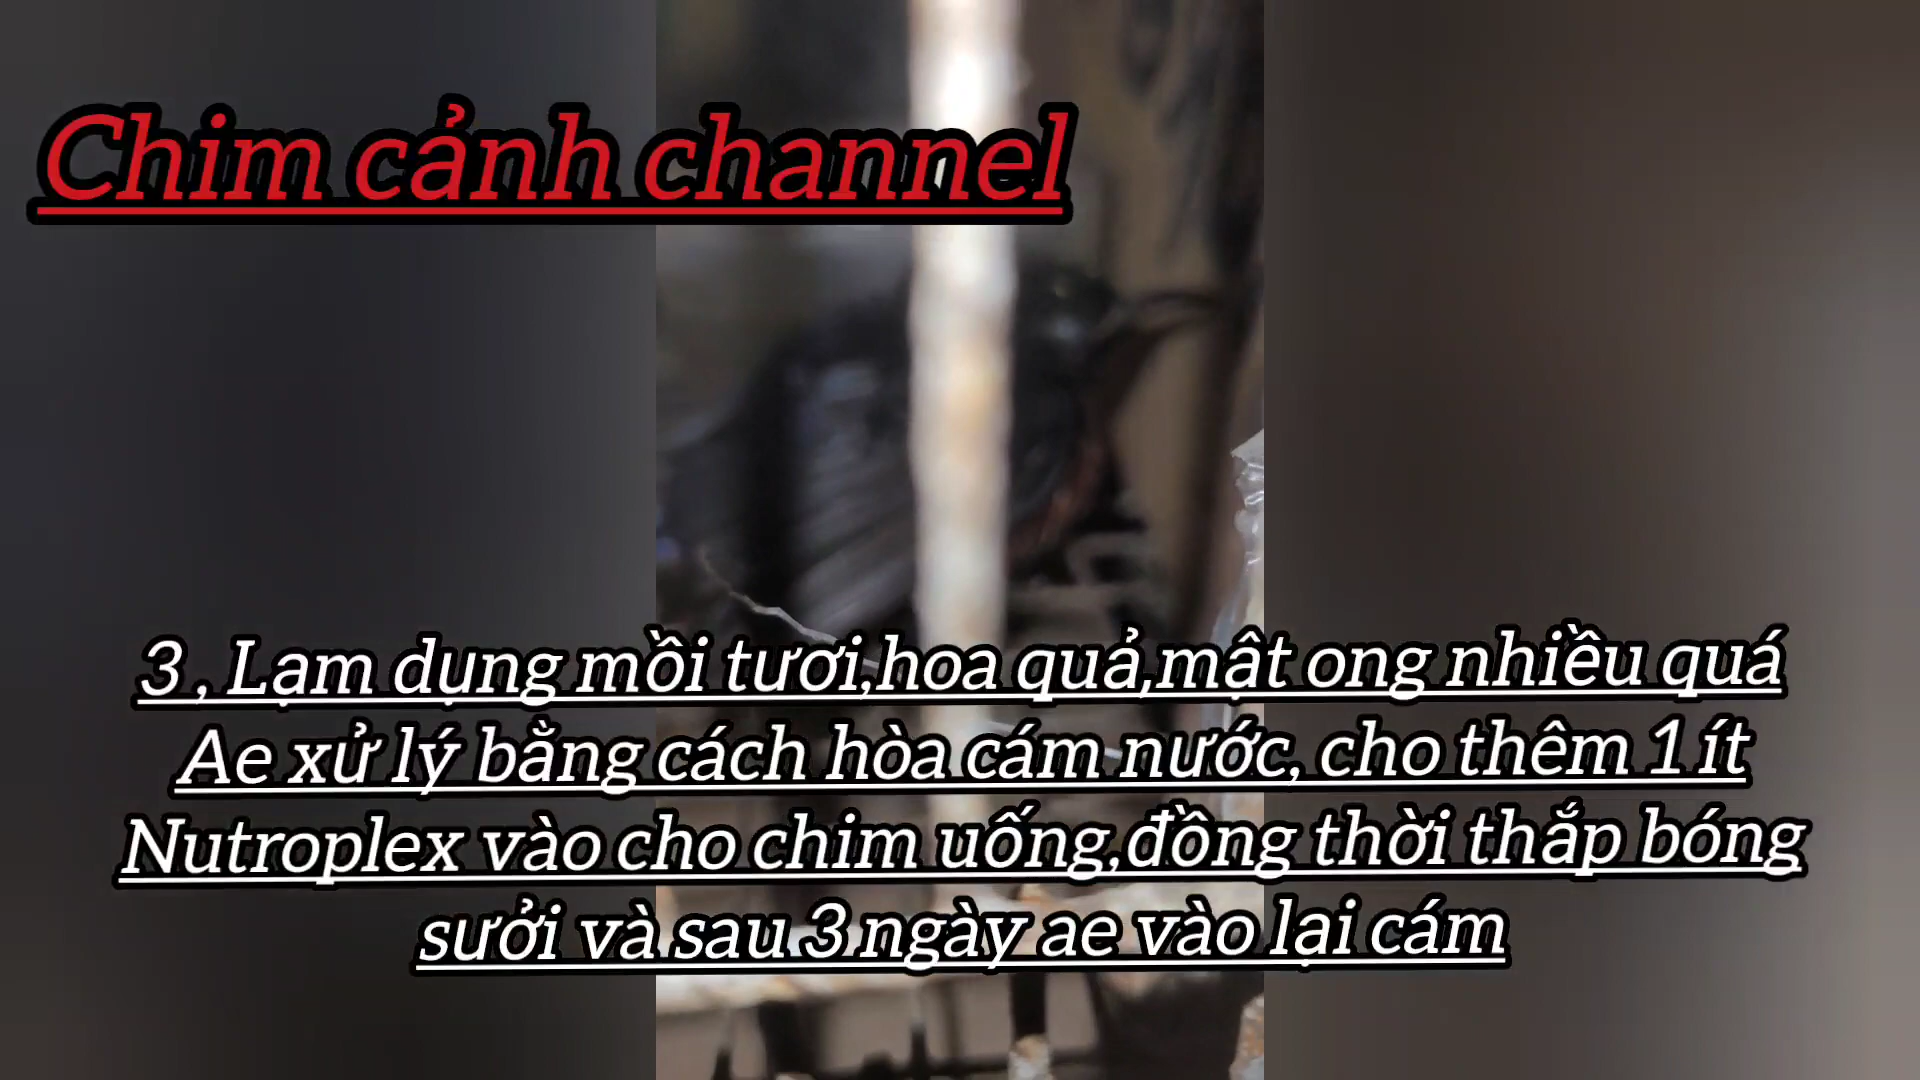 Chim cảnh channel
3 , Lạm dụng mồi tươi,hoa quả,mật ong nhiều quá
Ae xử lý bằng cách hòa cám nước, cho thêm 1 ít
Nutroplex vào cho chim uống,đồng thời thắp bóng
sưởi và sau 3 ngày ae vào lại cám